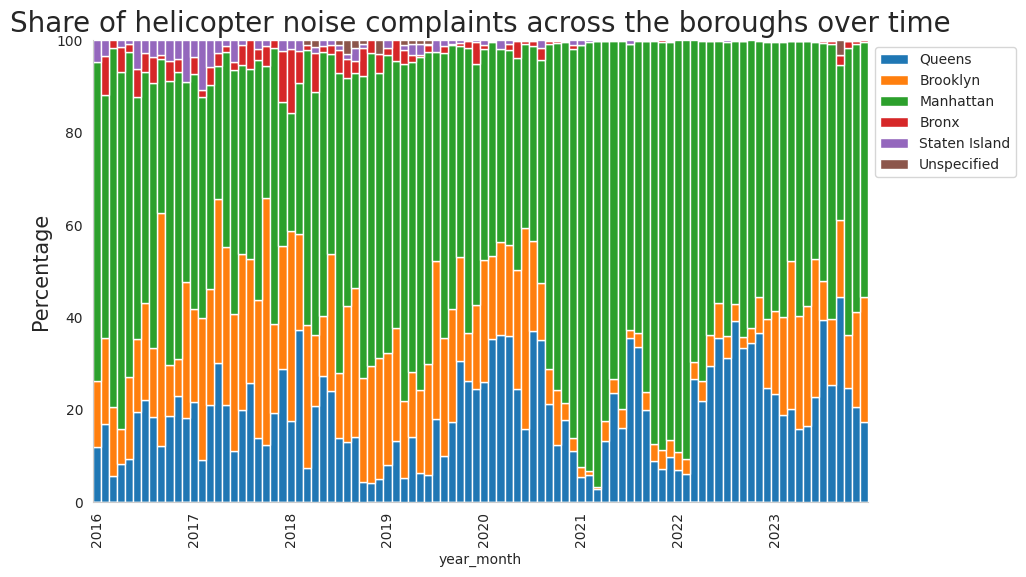 Share of helicopter noise complaints across the boroughs over time
100
80
60
40
20
0
Percentage
2016
2017
2018
2019
2020
2021
2022
2023
year_month
Queens
Brooklyn
Manhattan
Bronx
Staten Island
Unspecified